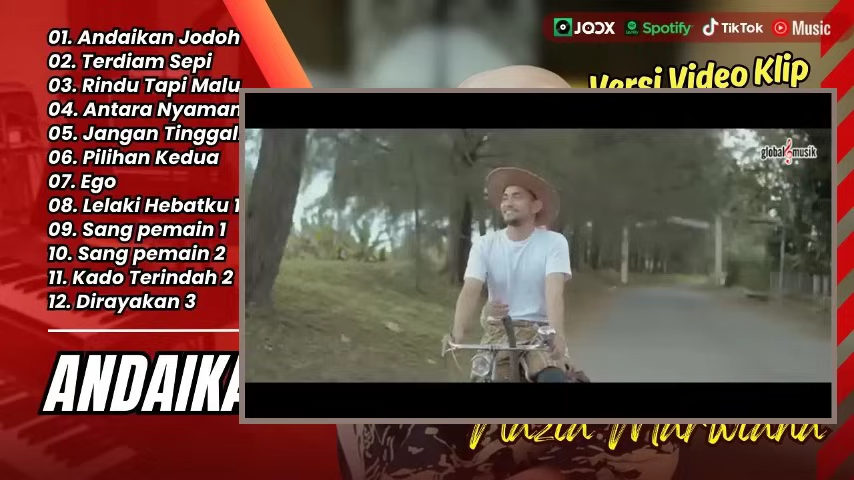 01. Andaikan Jodoh
02. Terdiam Sepi
03. Rindu Tapi Malu
04. Antara Nyaman
05. Jangan Tinggal
06. Pilihan Kedua
07. Ego
08. Lelaki Hebatku 1
09. Sang pemain 1
10. Sang pemain 2
11. Kado Terindah 2
12. Dirayakan 3
ANDAIKA
JOOX Spotify TikTok Music
Versi Video Klip
global musik
Nazia Marwiana